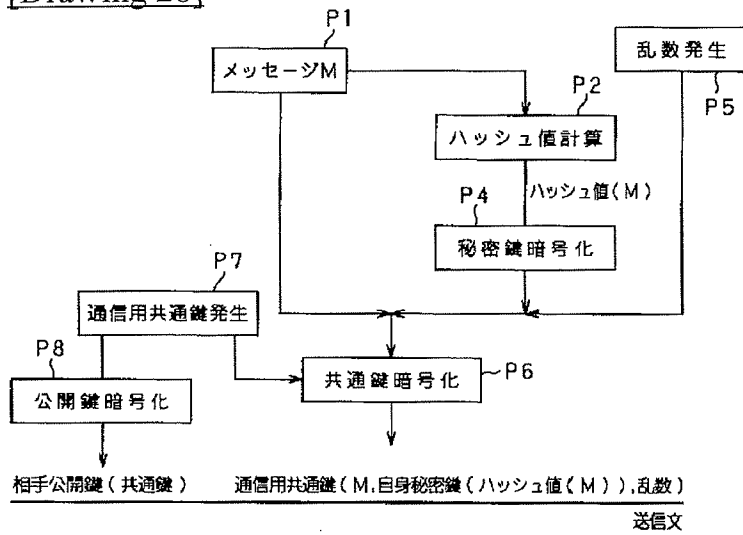 P1
メッセージM
乱数発生
P5
P2
ハッシュ値計算
ハッシュ値(M)
P4
秘密鍵暗号化
P7
通信用共通鍵発生
P8
公開鍵暗号化
共通鍵暗号化
P6
相手公開鍵(共通鍵)
通信用共通鍵(M,自身秘密鍵(ハッシュ値(M)),乱数)
送信文